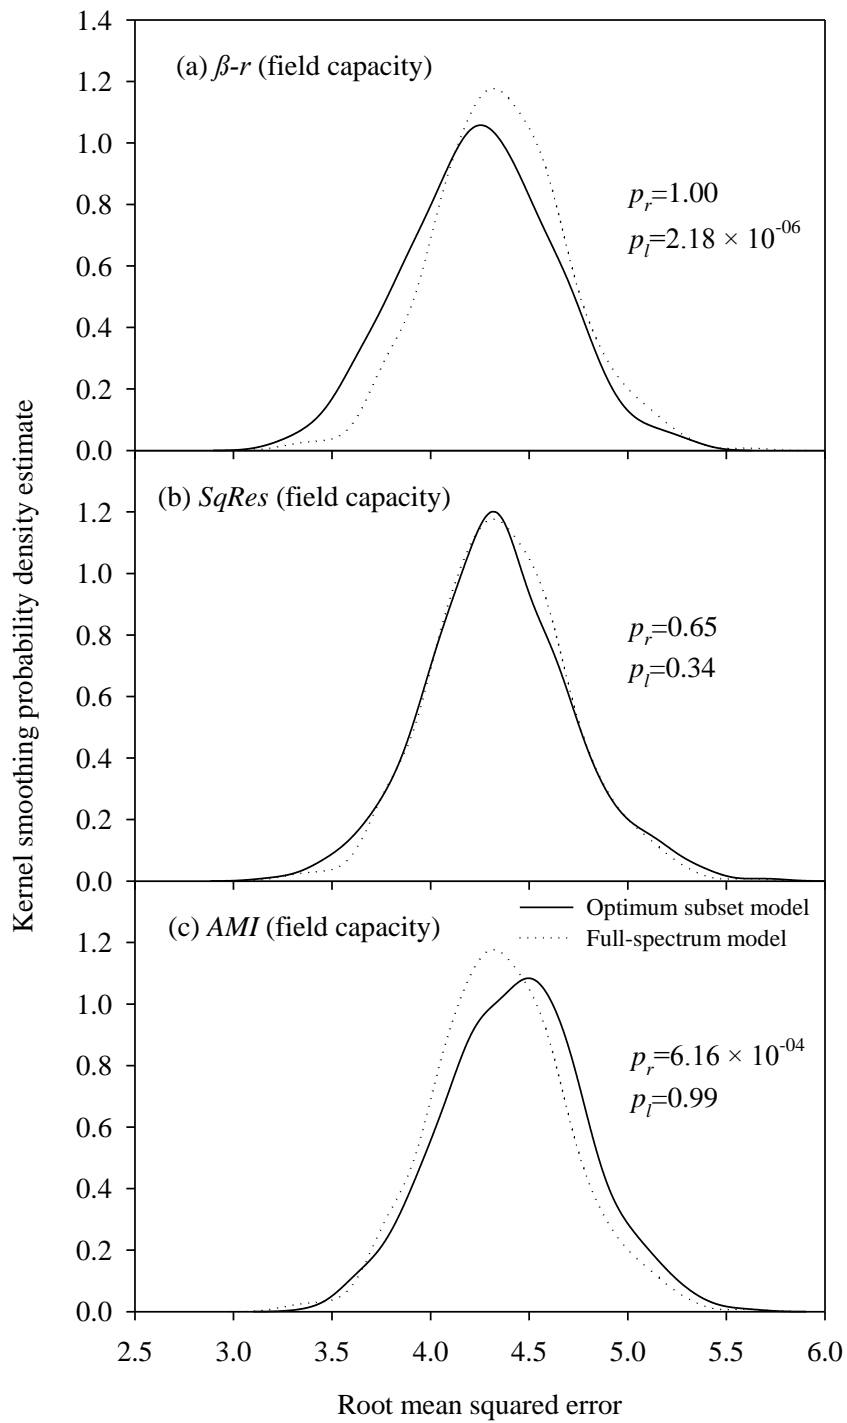 Kernel smoothing probability density estimate
1.4
1.2
1.0
0.8
0.6
0.4
0.2
0.0
(a) ß-r (field capacity)
p_r=1.00
p_l=2.18 × 10^-06
1.2
1.0
0.8
0.6
0.4
0.2
0.0
(b) SqRes (field capacity)
p_r=0.65
p_l=0.34
1.2
1.0
0.8
0.6
0.4
0.2
0.0
(c) AMI (field capacity)
Optimum subset model
Full-spectrum model
p_r=6.16 × 10^-04
p_l=0.99
2.5 3.0 3.5 4.0 4.5 5.0 5.5 6.0
Root mean squared error